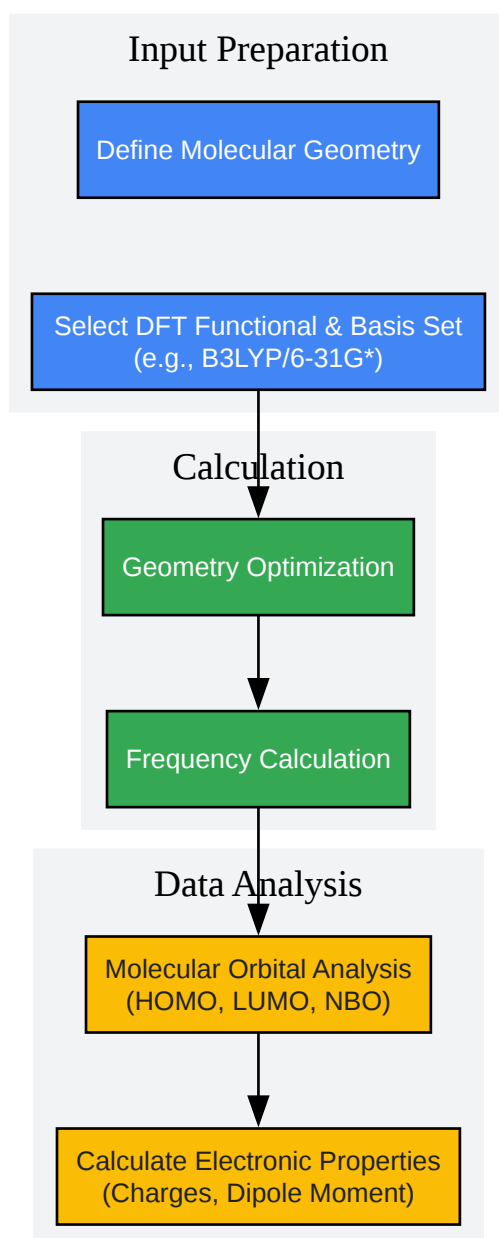 Input Preparation
Define Molecular Geometry
Select DFT Functional & Basis Set
(e.g., B3LYP/6-31G*)
Calculation
Geometry Optimization
Frequency Calculation
Data Analysis
Molecular Orbital Analysis
(HOMO, LUMO, NBO)
Calculate Electronic Properties
(Charges, Dipole Moment)